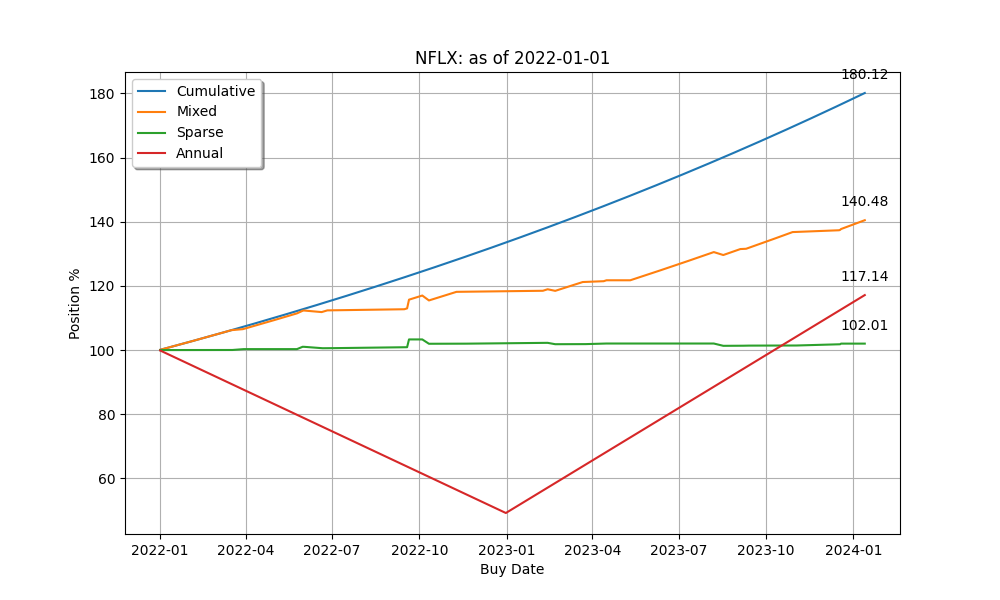 NFLX: as of 2022-01-01
180.12
180
Cumulative
Mixed
Sparse
Annual
160
140.48
140
120
117.14
102.01
100
80
60
Position %
2022-01 2022-04 2022-07 2022-10 2023-01 2023-04 2023-07 2023-10 2024-01
Buy Date